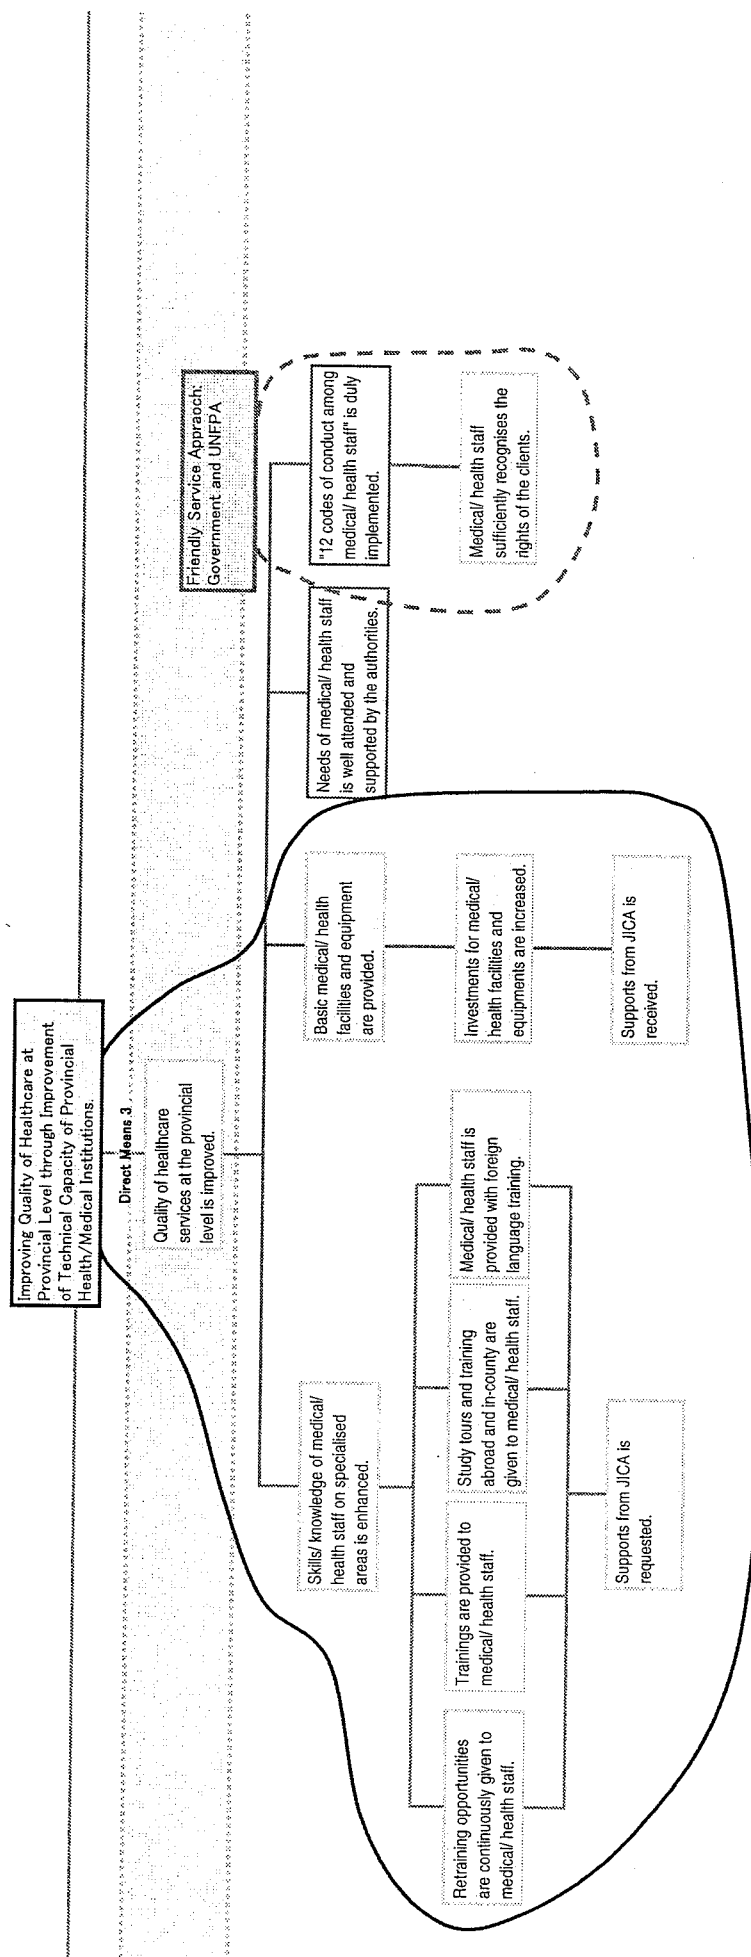 Improving Quality of Healthcare at
Provincial Level through Improvement
of Technical Capacity of Provincial
Health/Medical Institutions.
Direct Means 3
Quality of healthcare
services at the provincial
level is improved.
Friendly Service Appraoch:
Government and UNFPA
Skills/ knowledge of medical/
health staff on specialised
areas is enhanced.
Basic medical/ health
facilities and equipment
are provided.
Needs of medical/ health staff
is well attended and
supported by the authorities.
"12 codes of conduct among
medical/ health staff" is duly
implemented.
Retraining opportunities
are continuously given to
medical/ health staff.
Trainings are provided to
medical/ health staff.
Study tours and training
abroad and in-county are
given to medical/ health staff.
Medical/ health staff is
provided with foreign
language training.
Investments for medical/
health facilities and
equipments are increased.
Medical/ health staff
sufficiently recognises the
rights of the clients.
Supports from JICA is
requested.
Supports from JICA is
received.